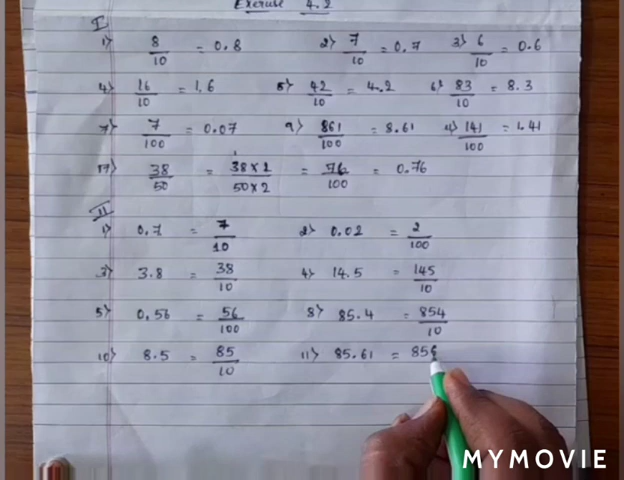 Exercise 4.2
I
1) 8/10 = 0.8 2) 7/10 = 0.7 3) 6/10 = 0.6
4) 16/10 = 1.6 5) 42/10 = 4.2 6) 83/10 = 8.3
7) 7/100 = 0.07 9) 861/100 = 8.61 11) 141/100 = 1.41
17) 38/50 = 38×2/50×2 = 76/100 = 0.76
II
1) 0.7 = 7/10 2) 0.02 = 2/100
3) 3.8 = 38/10 4) 14.5 = 145/10
5) 0.56 = 56/100 8) 85.4 = 854/10
10) 8.5 = 85/10 11) 85.61 = 856
MYMOVIE